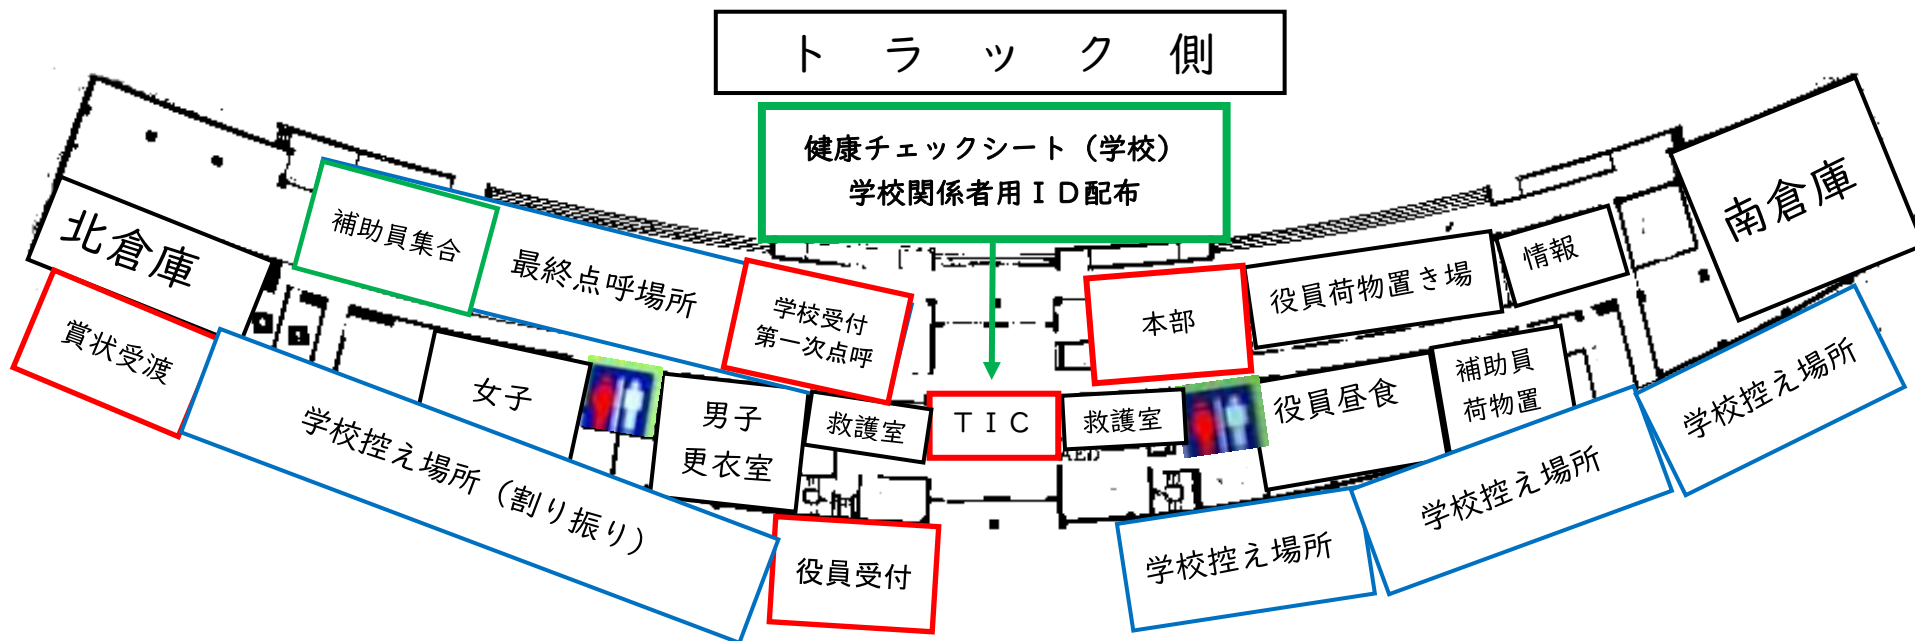 トラック側
健康チェックシート（学校）
学校関係者用ＩＤ配布
北倉庫
補助員集合
最終点呼場所
学校受付
第一次点呼
本部
役員荷物置き場
情報
南倉庫
賞状受渡
女子
男子
更衣室
救護室
ＴＩＣ
救護室
役員昼食
補助員
荷物置
学校控え場所
学校控え場所（割り振り）
役員受付
学校控え場所
学校控え場所
AED